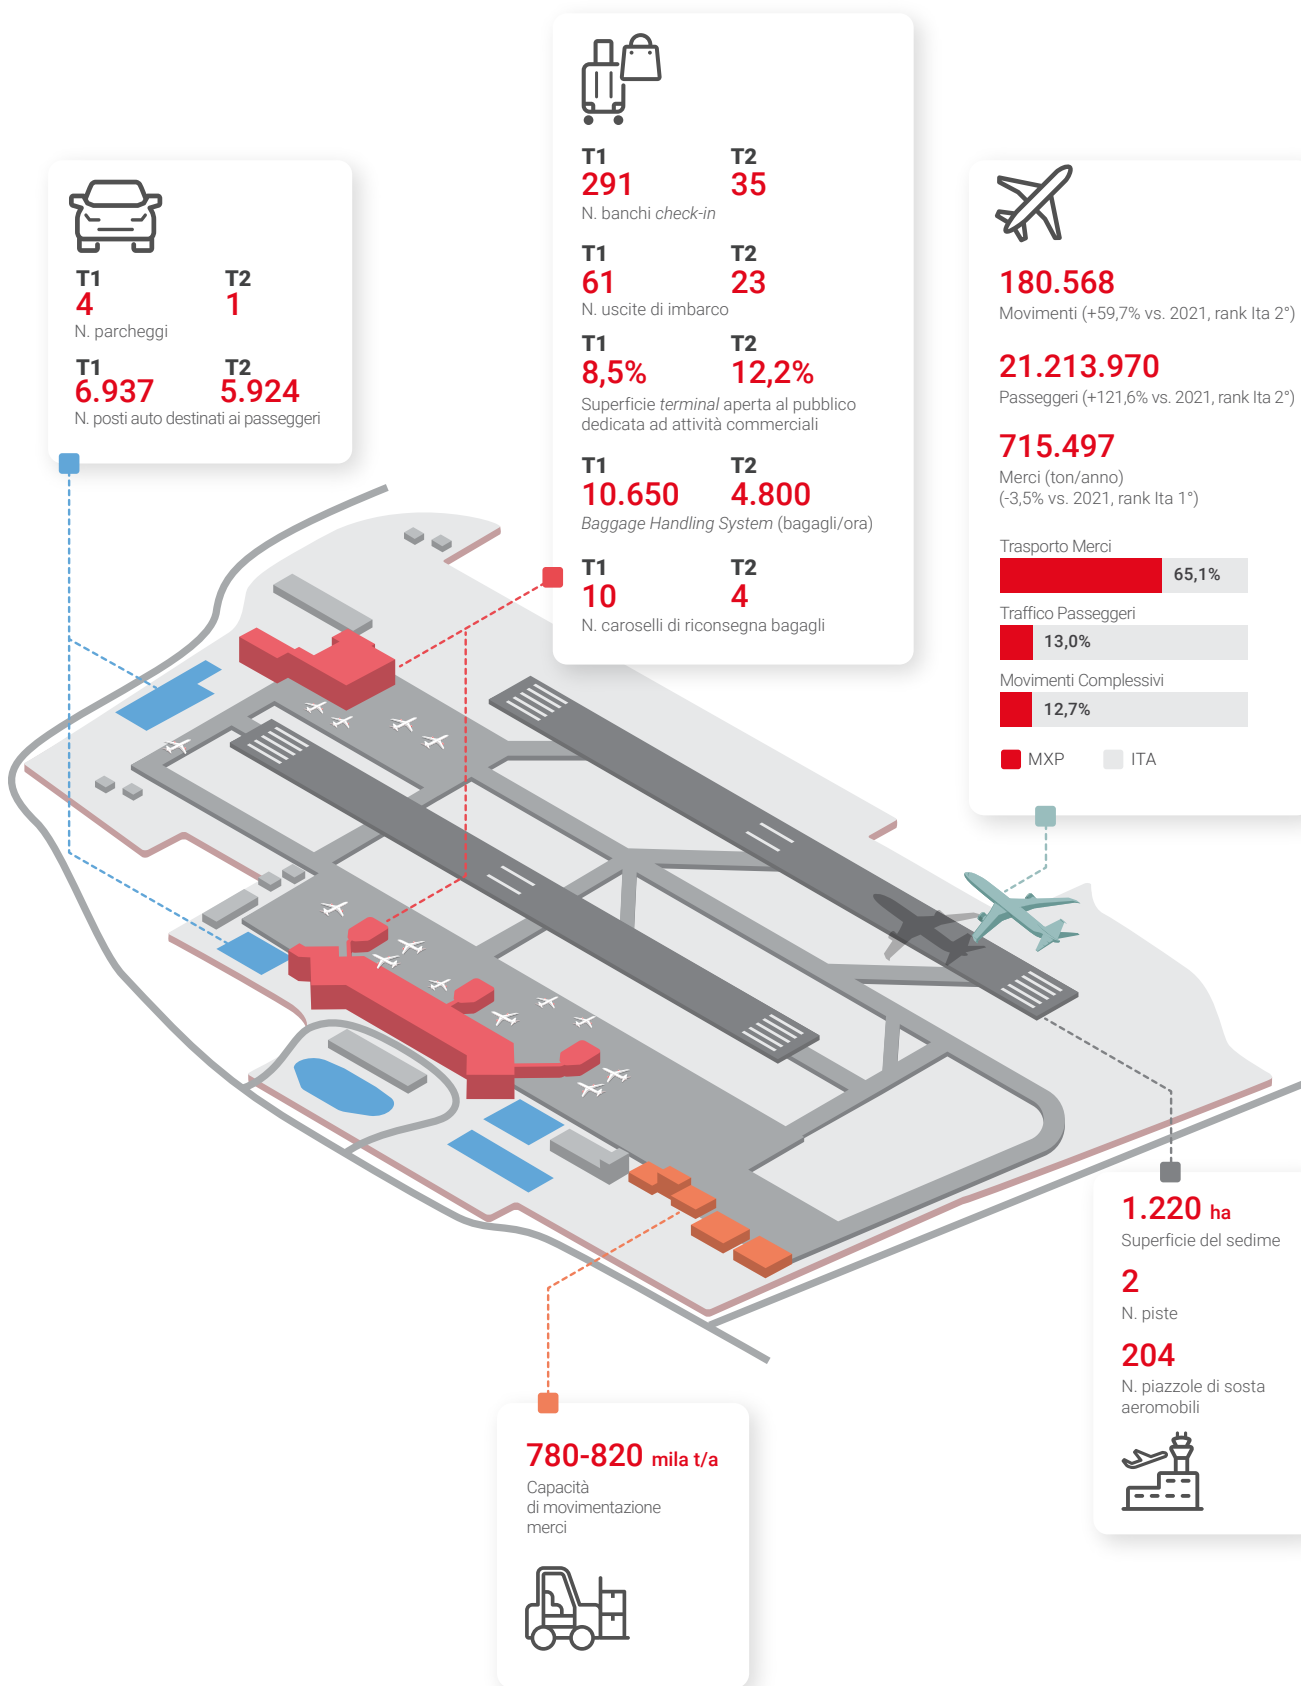 T1 T2
4 1
N. parcheggi
T1 T2
6.937 5.924
N. posti auto destinati ai passeggeri
T1 T2
291 35
N. banchi check-in
T1 T2
61 23
N. uscite di imbarco
T1 T2
8,5% 12,2%
Superficie terminal aperta al pubblico
dedicata ad attività commerciali
T1 T2
10.650 4.800
Baggage Handling System (bagagli/ora)
T1 T2
10 4
N. caroselli di riconsegna bagagli
180.568
Movimenti (+59,7% vs. 2021, rank Ita 2°)
21.213.970
Passeggeri (+121,6% vs. 2021, rank Ita 2°)
715.497
Merci (ton/anno)
(-3,5% vs. 2021, rank Ita 1°)
Trasporto Merci
65,1%
Traffico Passeggeri
13,0%
Movimenti Complessivi
12,7%
MXP ITA
1.220 ha
Superficie del sedime
2
N. piste
204
N. piazzole di sosta
aeromobili
780-820 mila t/a
Capacità
di movimentazione
merci